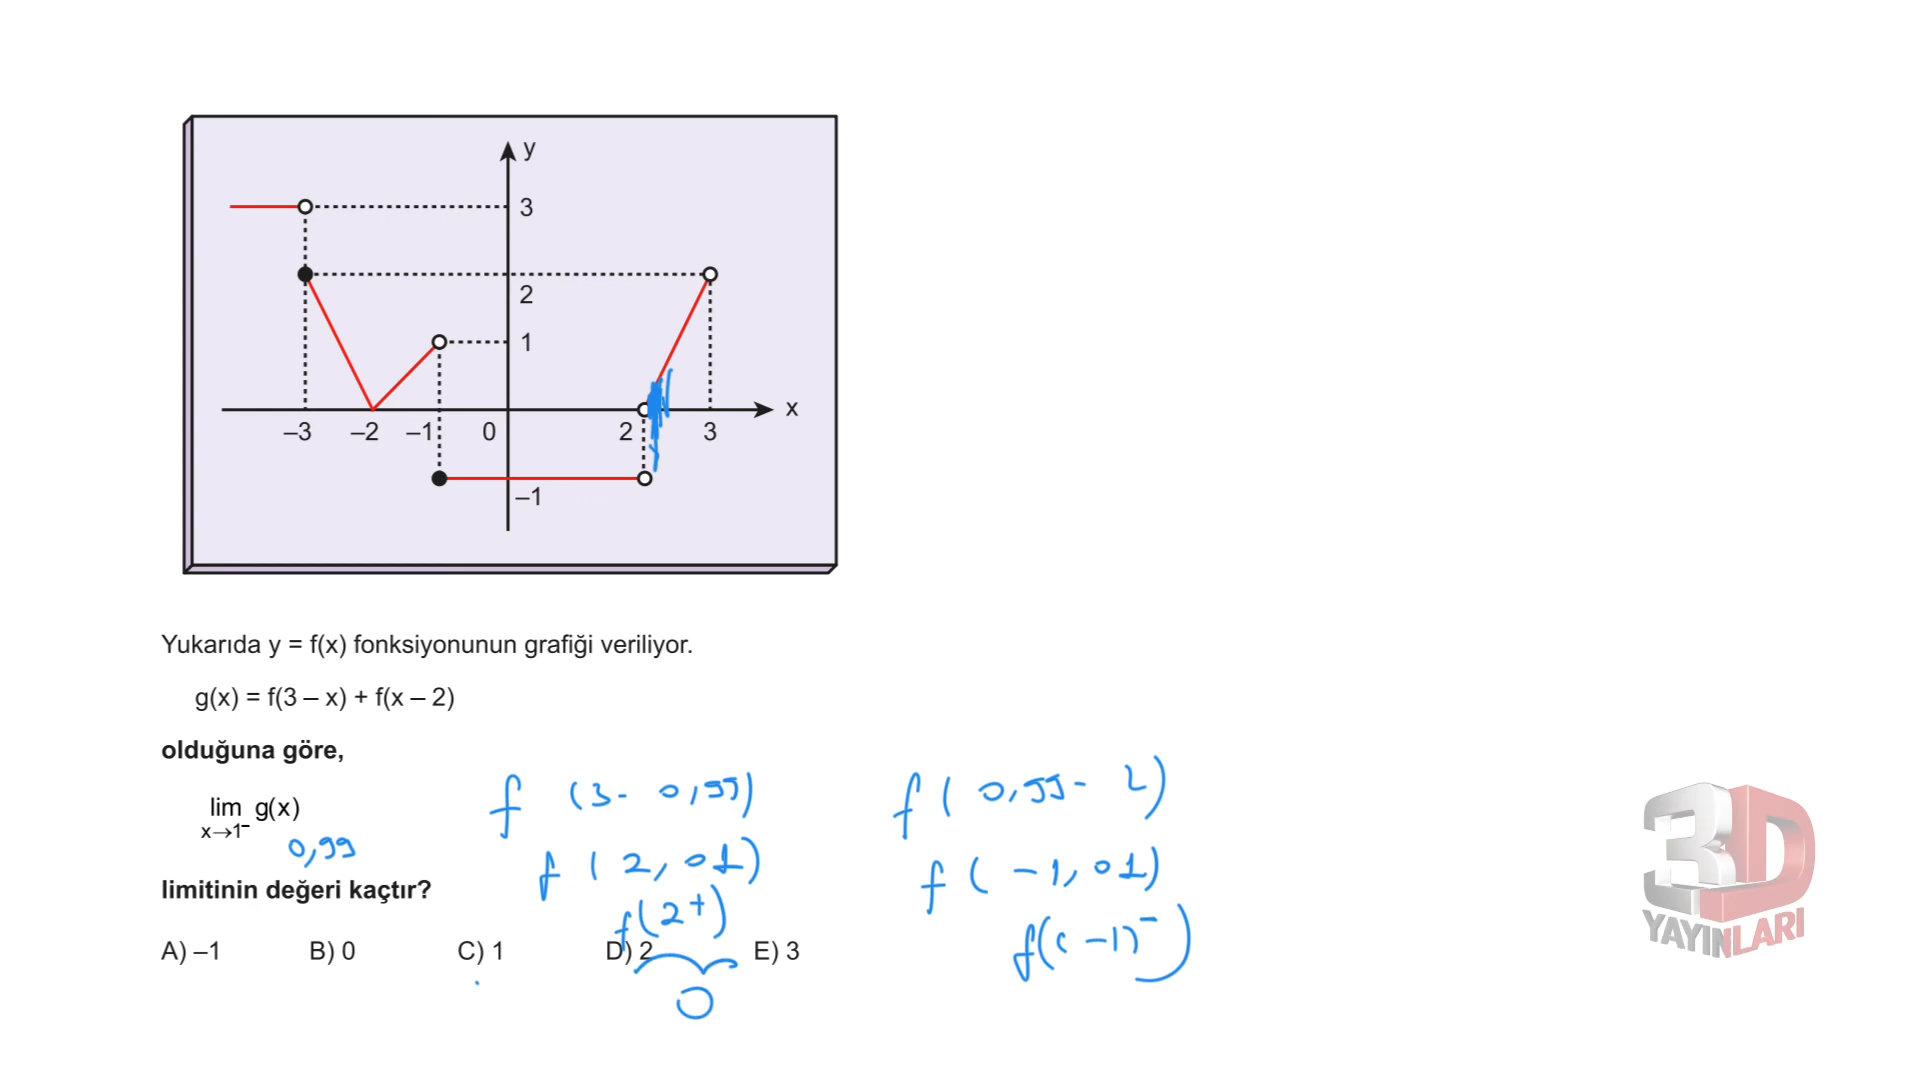 y
3
2
1
x
–3 –2 –1 0 2 3
–1
Yukarıda y = f(x) fonksiyonunun grafiği veriliyor.
g(x) = f(3 – x) + f(x – 2)
olduğuna göre,
lim g(x)
x→1⁻
0,99
limitinin değeri kaçtır?
A) –1 B) 0 C) 1 D) 2 E) 3
f (3- 0,99)
f ( 2, 01)
f(2⁺)
0
f ( 0,99- 2)
f ( -1, 01)
f((-1)⁻)
3D
YAYINLARI